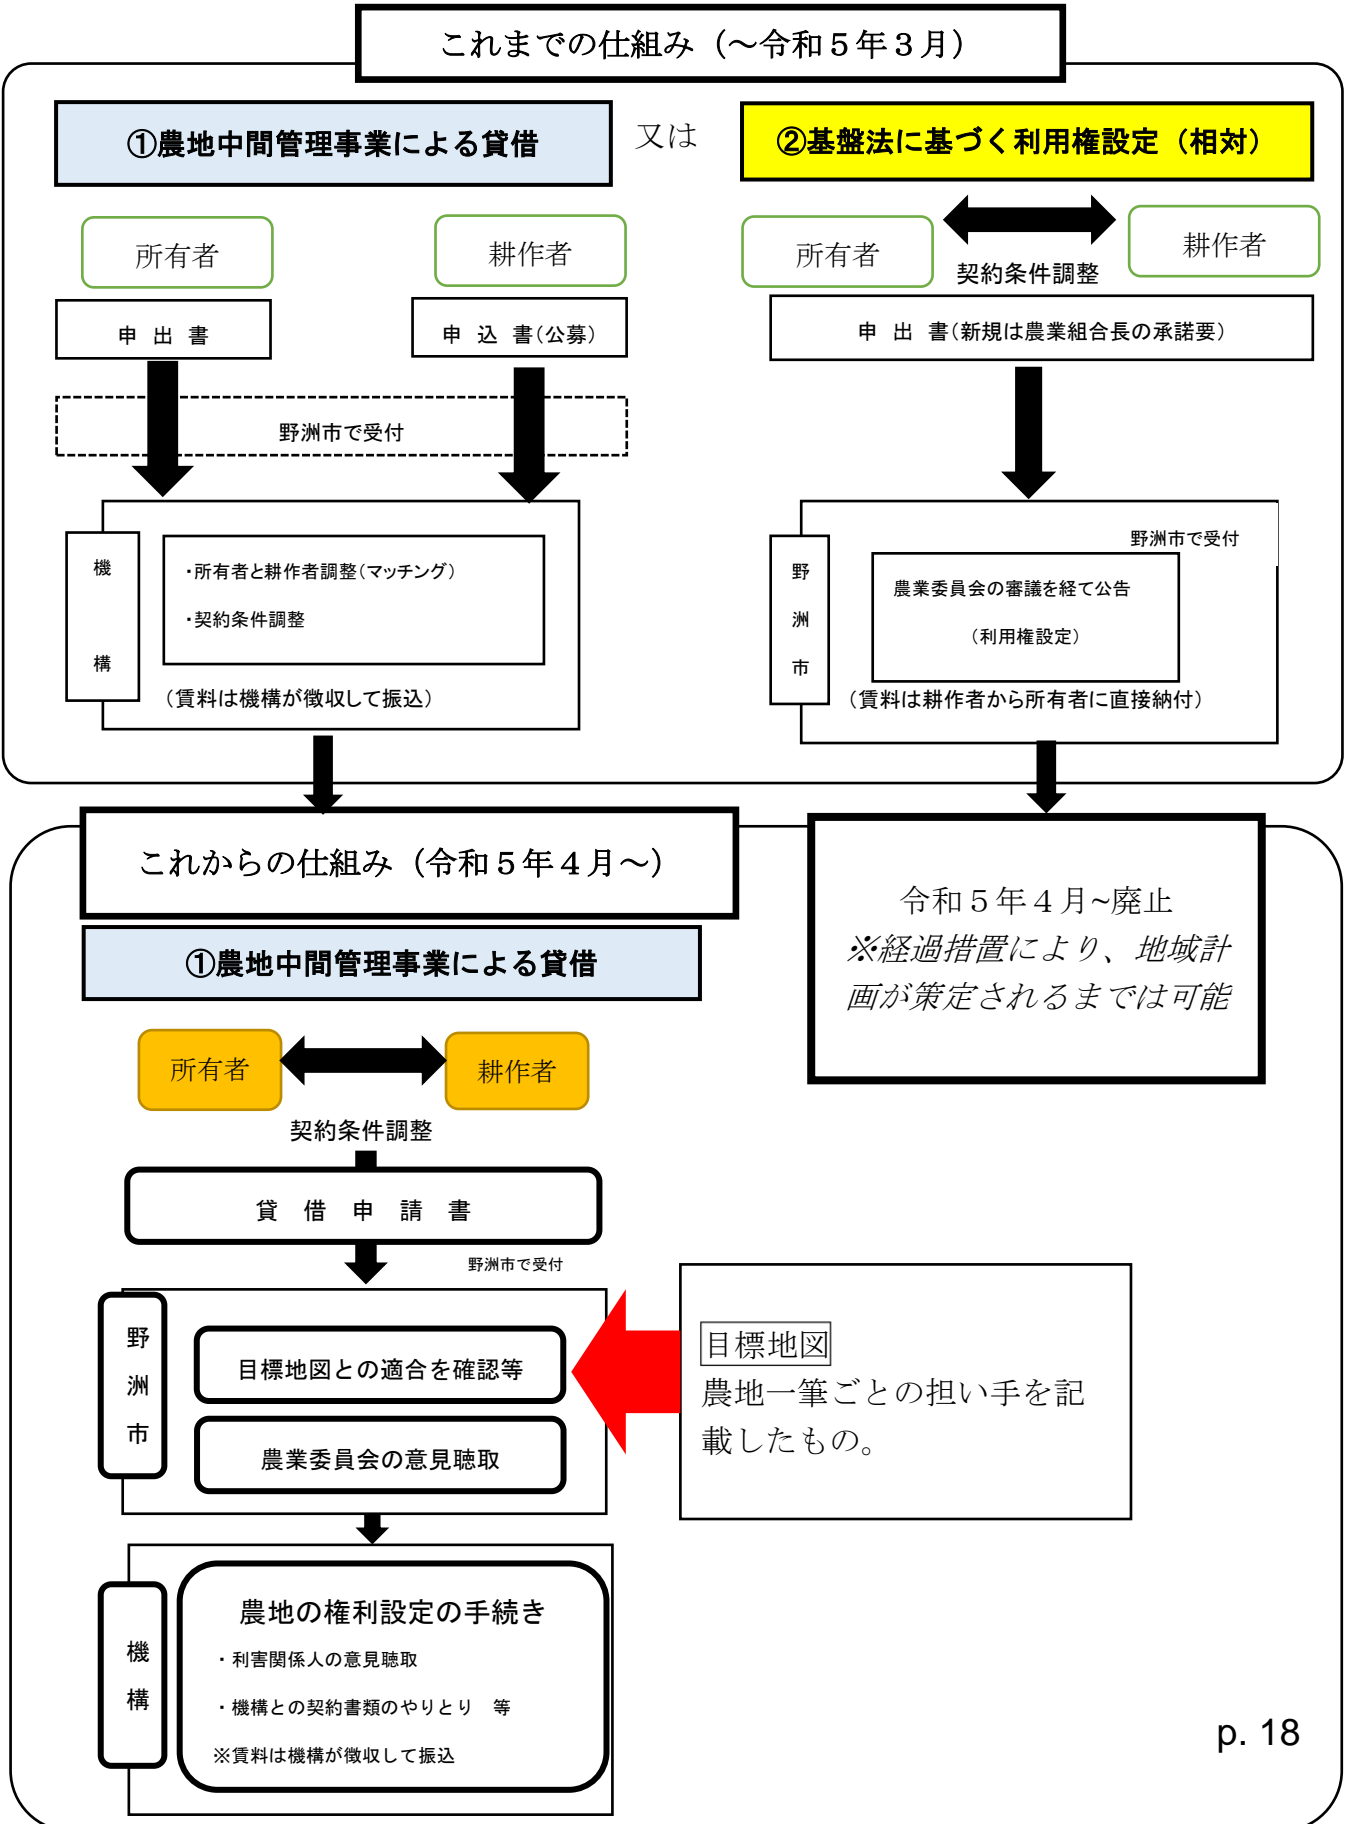 これまでの仕組み（～令和５年３月）
①農地中間管理事業による貸借
又は
②基盤法に基づく利用権設定（相対）
所有者
耕作者
申 出 書
申 込 書(公募)
野洲市で受付
機
構
・所有者と耕作者調整(マッチング)
・契約条件調整
(賃料は機構が徴収して振込)
所有者
耕作者
契約条件調整
申 出 書(新規は農業組合長の承諾要)
野洲市で受付
野
洲
市
農業委員会の審議を経て公告
(利用権設定)
(賃料は耕作者から所有者に直接納付)
これからの仕組み（令和５年４月～）
①農地中間管理事業による貸借
令和５年４月~廃止
※経過措置により、地域計
画が策定されるまでは可能
所有者
耕作者
契約条件調整
貸 借 申 請 書
野洲市で受付
野
洲
市
目標地図との適合を確認等
農業委員会の意見聴取
目標地図
農地一筆ごとの担い手を記
載したもの。
機
構
農地の権利設定の手続き
・利害関係人の意見聴取
・機構との契約書類のやりとり　等
※賃料は機構が徴収して振込
p. 18